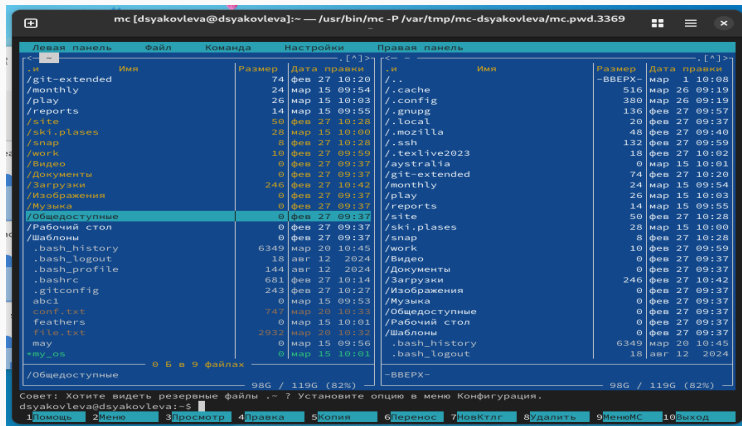 mc [dsyakovleva@dsyakovleva]:~ — /usr/bin/mc -P /var/tmp/mc-dsyakovleva/mc.pwd.3369
Левая панель Файл Команда Настройки Правая панель
<- ~ .[^]>
.и Имя Размер Дата правки
/git-extended 74 фев 27 10:20
/monthly 24 мар 15 09:54
/play 26 мар 15 10:03
/reports 14 мар 15 09:55
/site 50 фев 27 10:28
/ski.plases 28 мар 15 10:00
/snap 8 фев 27 10:28
/work 10 фев 27 09:59
/Видео 0 фев 27 09:37
/Документы 0 фев 27 09:37
/Загрузки 246 фев 27 10:42
/Изображения 0 фев 27 09:37
/Музыка 0 фев 27 09:37
/Общедоступные 0 фев 27 09:37
/Рабочий стол 0 фев 27 09:37
/Шаблоны 0 фев 27 09:37
.bash_history 6349 мар 20 10:45
.bash_logout 18 авг 12 2024
.bash_profile 144 авг 12 2024
.bashrc 681 фев 27 10:14
.gitconfig 243 фев 27 10:27
abc1 0 мар 15 09:53
conf.txt 747 мар 20 10:33
feathers 0 мар 15 10:01
file.txt 2932 мар 20 10:32
may 0 мар 15 09:56
*my_os 0 мар 15 10:01
0 Б в 9 файлах
/Общедоступные
98G / 119G (82%)
<- ~ .[^]>
.и Имя Размер Дата правки
/.. -ВВЕРХ- мар 1 10:08
/.cache 516 мар 26 09:19
/.config 380 мар 26 09:19
/.gnupg 136 фев 27 09:57
/.local 20 фев 27 09:37
/.mozilla 48 фев 27 09:40
/.ssh 132 фев 27 09:59
/.texlive2023 18 фев 27 10:02
/aystralia 0 мар 15 10:01
/git-extended 74 фев 27 10:20
/monthly 24 мар 15 09:54
/play 26 мар 15 10:03
/reports 14 мар 15 09:55
/site 50 фев 27 10:28
/ski.plases 28 мар 15 10:00
/snap 8 фев 27 10:28
/work 10 фев 27 09:59
/Видео 0 фев 27 09:37
/Документы 0 фев 27 09:37
/Загрузки 246 фев 27 10:42
/Изображения 0 фев 27 09:37
/Музыка 0 фев 27 09:37
/Общедоступные 0 фев 27 09:37
/Рабочий стол 0 фев 27 09:37
/Шаблоны 0 фев 27 09:37
.bash_history 6349 мар 20 10:45
.bash_logout 18 авг 12 2024
-ВВЕРХ-
98G / 119G (82%)
Совет: Хотите видеть резервные файлы .~ ? Установите опцию в меню Конфигурация.
dsyakovleva@dsyakovleva:~$
1Помощь 2Меню 3Просмотр 4Правка 5Копия 6Перенос 7НовКтлг 8Удалить 9МенюMC 10Выход